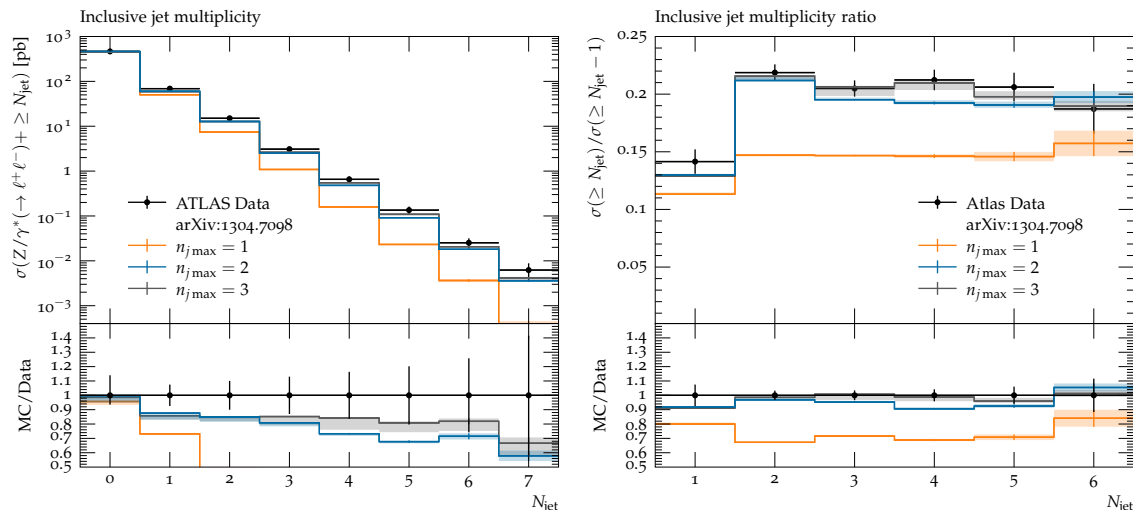 Inclusive jet multiplicity
σ(Z/γ*(→ ℓ⁺ℓ⁻)+ ≥ N_jet) [pb]
10³
10²
10¹
1
10⁻¹
10⁻²
10⁻³
ATLAS Data
arXiv:1304.7098
n_j max = 1
n_j max = 2
n_j max = 3
MC/Data
1.4
1.3
1.2
1.1
1
0.9
0.8
0.7
0.6
0.5
0 1 2 3 4 5 6 7
N_jet
Inclusive jet multiplicity ratio
σ(≥ N_jet)/σ(≥ N_jet − 1)
0.25
0.2
0.15
0.1
0.05
Atlas Data
arXiv:1304.7098
n_j max = 1
n_j max = 2
n_j max = 3
MC/Data
1.4
1.3
1.2
1.1
1
0.9
0.8
0.7
0.6
0.5
1 2 3 4 5 6
N_jet